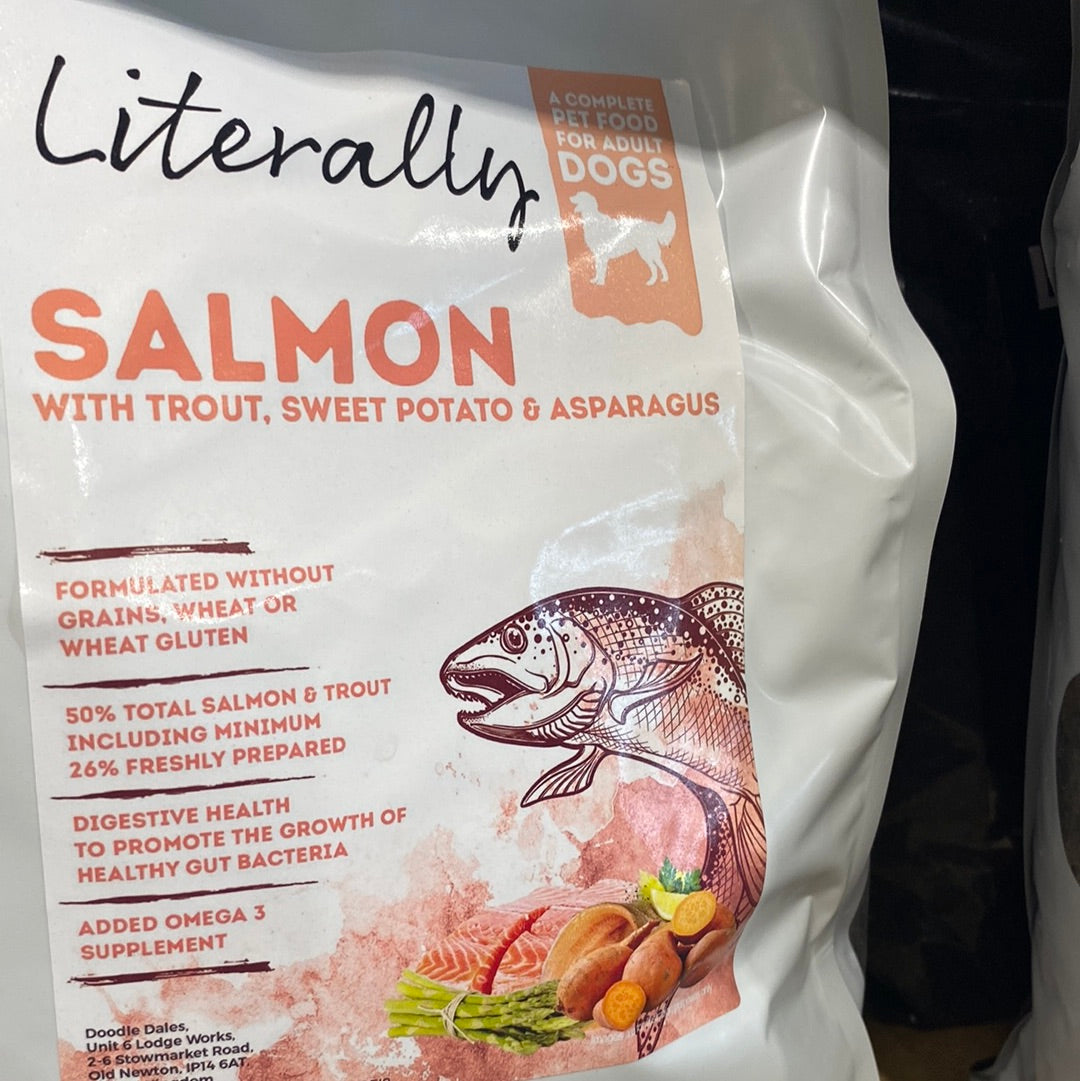 Literally
A COMPLETE
PET FOOD
FOR ADULT
DOGS
SALMON
WITH TROUT, SWEET POTATO & ASPARAGUS
FORMULATED WITHOUT
GRAINS, WHEAT OR
WHEAT GLUTEN
50% TOTAL SALMON & TROUT
INCLUDING MINIMUM
26% FRESHLY PREPARED
DIGESTIVE HEALTH
TO PROMOTE THE GROWTH OF
HEALTHY GUT BACTERIA
ADDED OMEGA 3
SUPPLEMENT
Doodle Dales,
Unit 6 Lodge Works,
2-6 Stowmarket Road,
Old Newton, IP14 6AT,